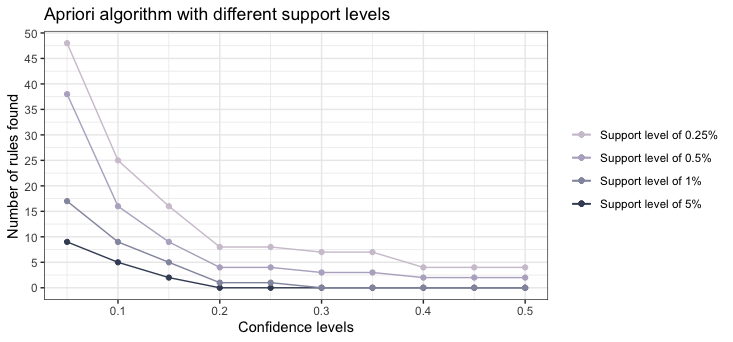 Apriori algorithm with different support levels
Number of rules found
50
45
40
35
30
25
20
15
10
5
0
0.1 0.2 0.3 0.4 0.5
Confidence levels
Support level of 0.25%
Support level of 0.5%
Support level of 1%
Support level of 5%